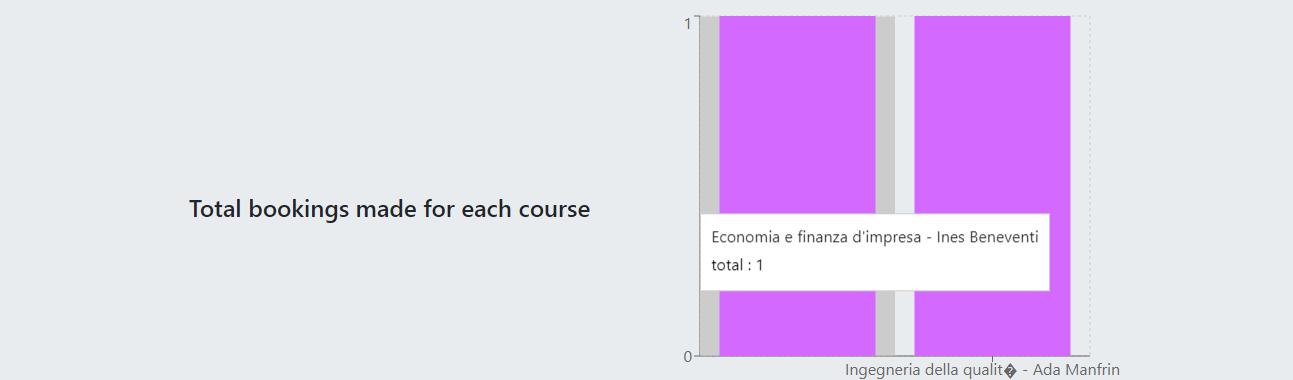 1
Total bookings made for each course
Economia e finanza d'impresa - Ines Beneventi
total : 1
0
Ingegneria della qualit� - Ada Manfrin